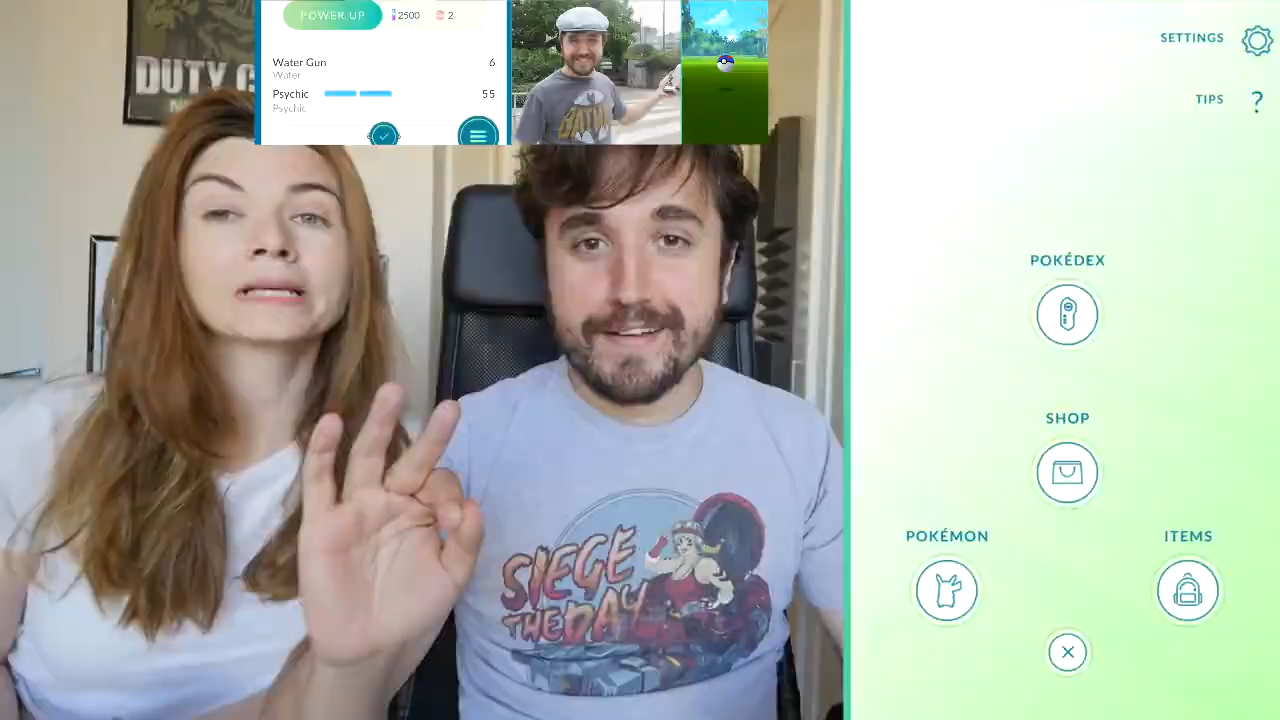 DUTY C
POWER UP
2500
2
Water Gun
6
Water
Psychic
55
Psychic
BATM
SIEGE
THE DAY
SETTINGS
TIPS
?
POKÉDEX
SHOP
POKÉMON
ITEMS